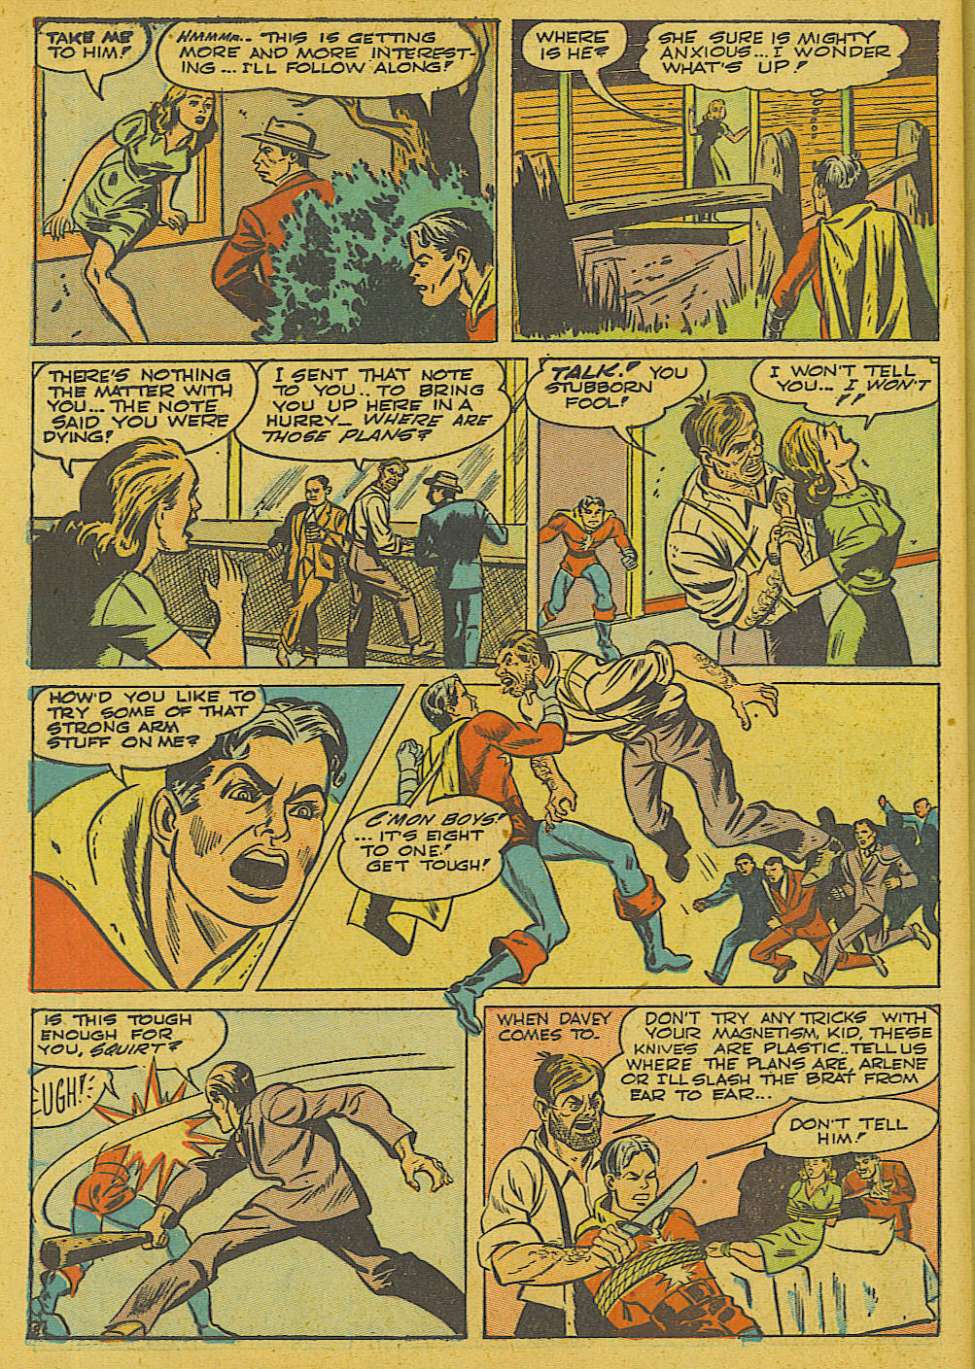 TAKE ME
TO HIM!
HMMMM.. THIS IS GETTING
MORE AND MORE INTEREST-
ING... I'LL FOLLOW ALONG!
WHERE
IS HE?
SHE SURE IS MIGHTY
ANXIOUS... I WONDER
WHAT'S UP!
THERE'S NOTHING
THE MATTER WITH
YOU... THE NOTE
SAID YOU WERE
DYING!
I SENT THAT NOTE
TO YOU.. TO BRING
YOU UP HERE IN A
HURRY... WHERE ARE
THOSE PLANS?
TALK! YOU
STUBBORN
FOOL!
I WON'T TELL
YOU... I WON'T
!!
HOW'D YOU LIKE TO
TRY SOME OF THAT
STRONG ARM
STUFF ON ME?
C'MON BOYS!
... IT'S EIGHT
TO ONE!
GET TOUGH!
IS THIS TOUGH
ENOUGH FOR
YOU, SQUIRT?
EUGH!
WHEN DAVEY
COMES TO..
DON'T TRY ANY TRICKS WITH
YOUR MAGNETISM, KID, THESE
KNIVES ARE PLASTIC.. TELL US
WHERE THE PLANS ARE, ARLENE
OR I'LL SLASH THE BRAT FROM
EAR TO EAR...
DON'T TELL
HIM!